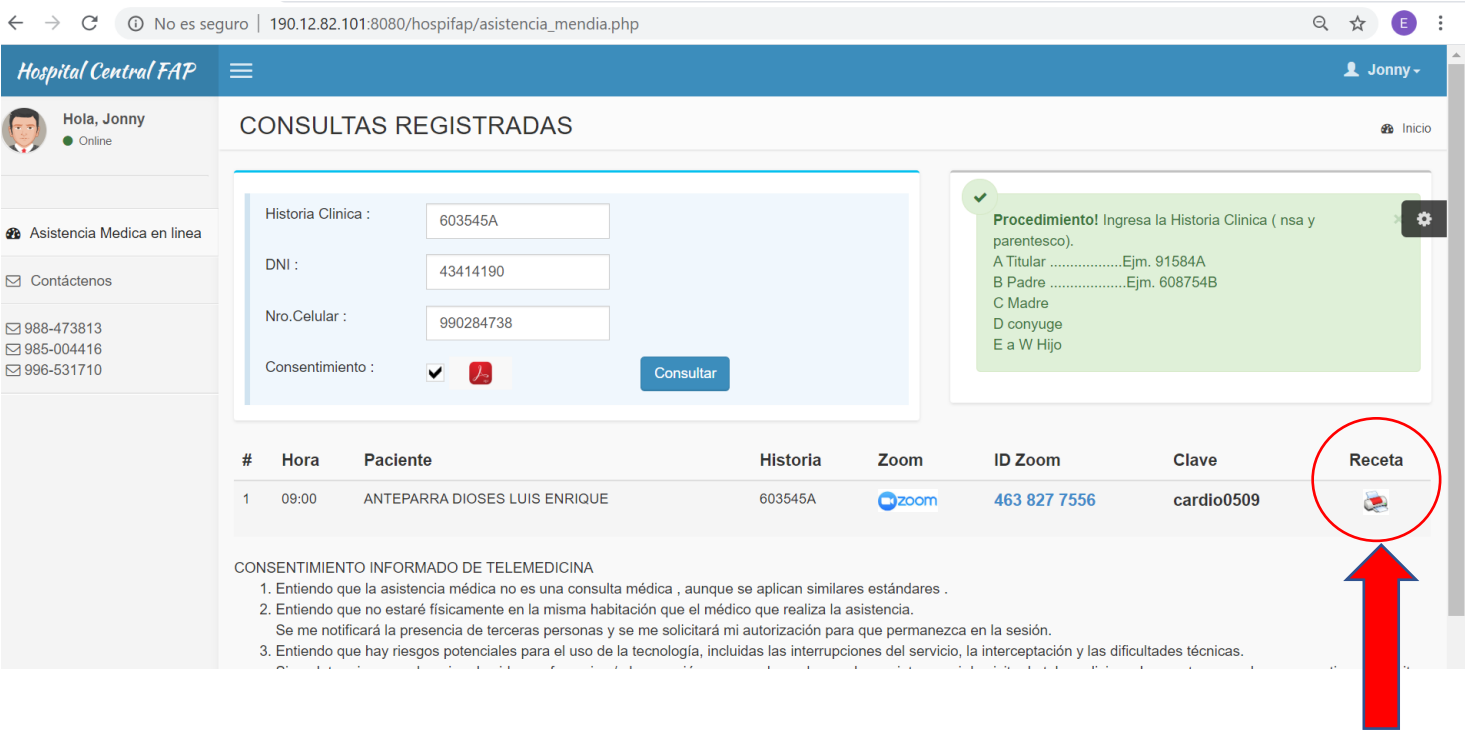 No es seguro | 190.12.82.101:8080/hospifap/asistencia_mendia.php
E
Hospital Central FAP
Jonny
Hola, Jonny
Online
CONSULTAS REGISTRADAS
Inicio
Asistencia Medica en linea
Contáctenos
988-473813
985-004416
996-531710
Historia Clinica :
603545A
DNI :
43414190
Nro.Celular :
990284738
Consentimiento :
Consultar
Procedimiento! Ingresa la Historia Clinica ( nsa y
parentesco).
A Titular ..................Ejm. 91584A
B Padre ...................Ejm. 608754B
C Madre
D conyuge
E a W Hijo
# Hora Paciente Historia Zoom ID Zoom Clave Receta
1 09:00 ANTEPARRA DIOSES LUIS ENRIQUE 603545A zoom 463 827 7556 cardio0509
CONSENTIMIENTO INFORMADO DE TELEMEDICINA
1. Entiendo que la asistencia médica no es una consulta médica , aunque se aplican similares estándares .
2. Entiendo que no estaré físicamente en la misma habitación que el médico que realiza la asistencia.
Se me notificará la presencia de terceras personas y se me solicitará mi autorización para que permanezca en la sesión.
3. Entiendo que hay riesgos potenciales para el uso de la tecnología, incluidas las interrupciones del servicio, la interceptación y las dificultades técnicas.